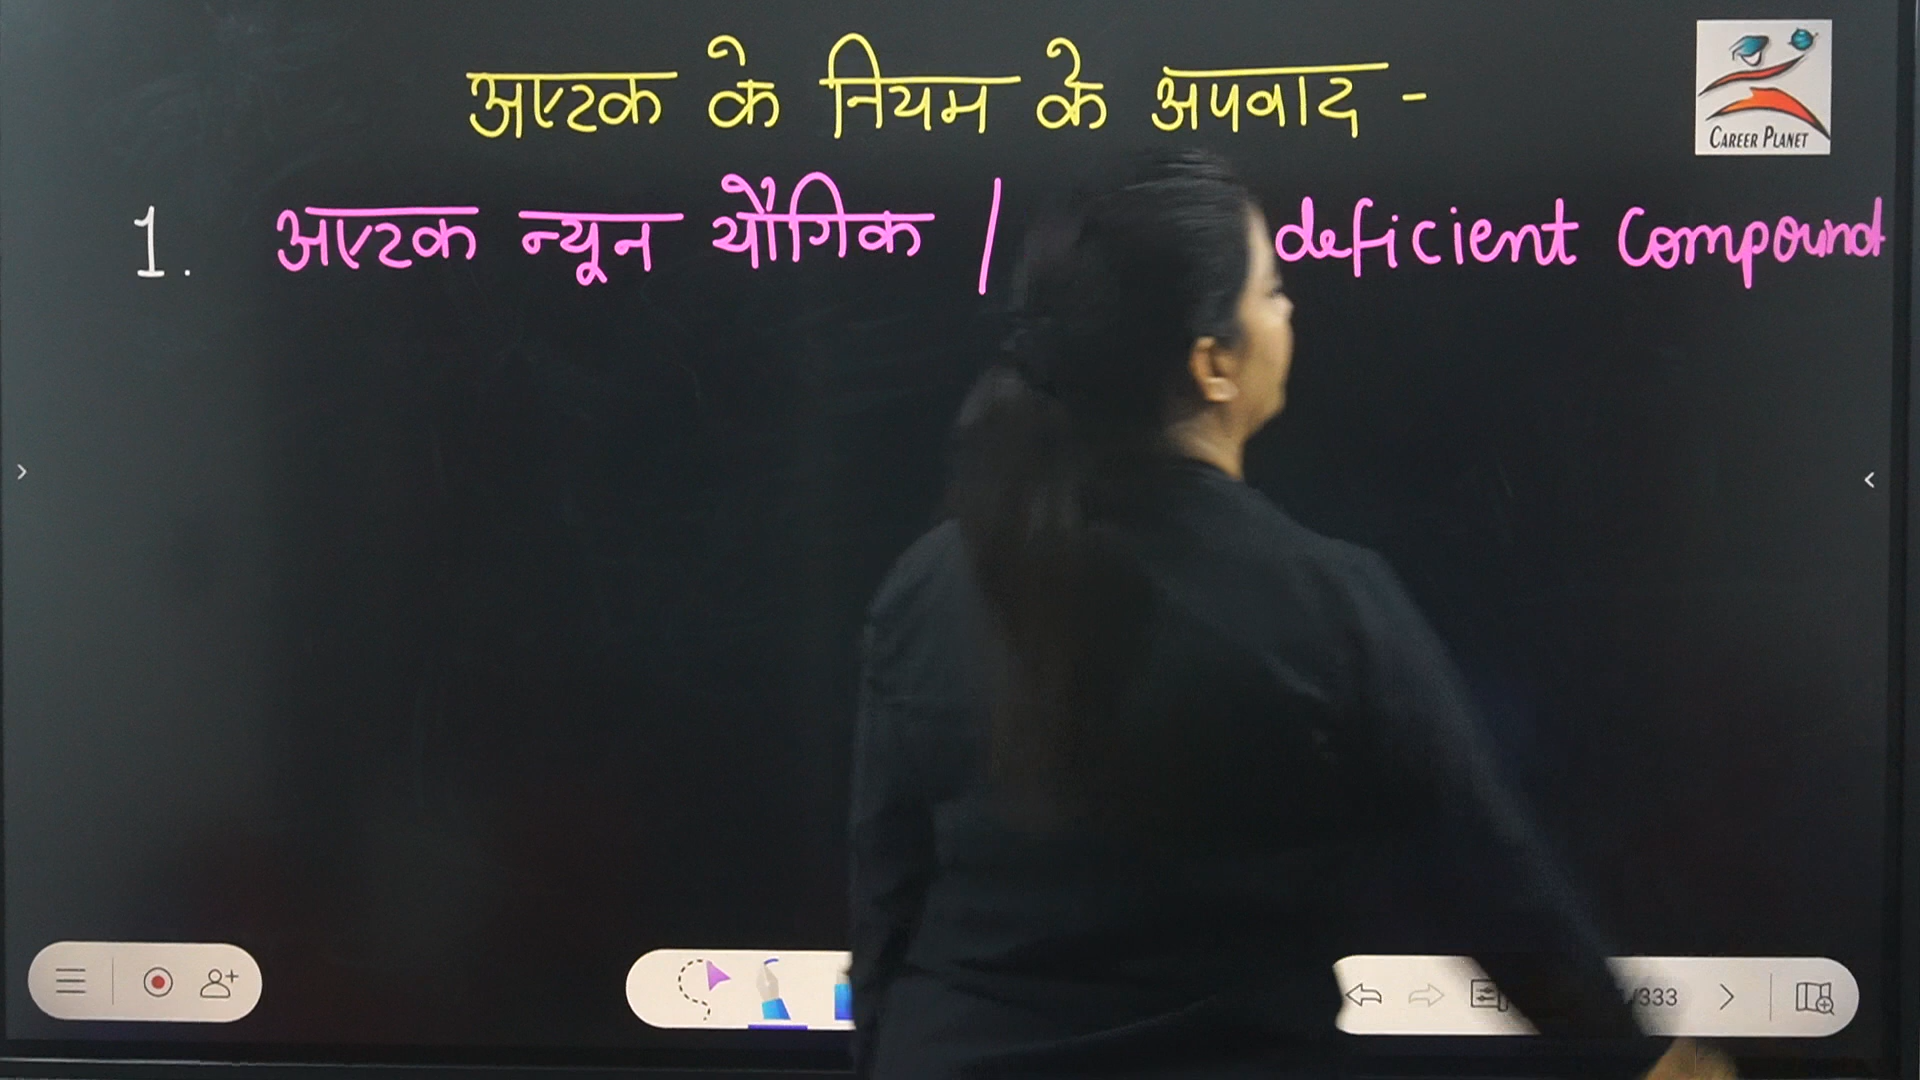 अष्टक के नियम के अपवाद -
1. अष्टक न्यून यौगिक / deficient Compound
CAREER PLANET
/333